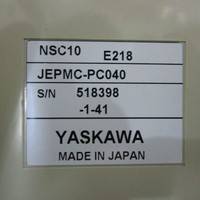 NSC10 E218
JEPMC-PC040
S/N 518398
-1-41
YASKAWA
MADE IN JAPAN